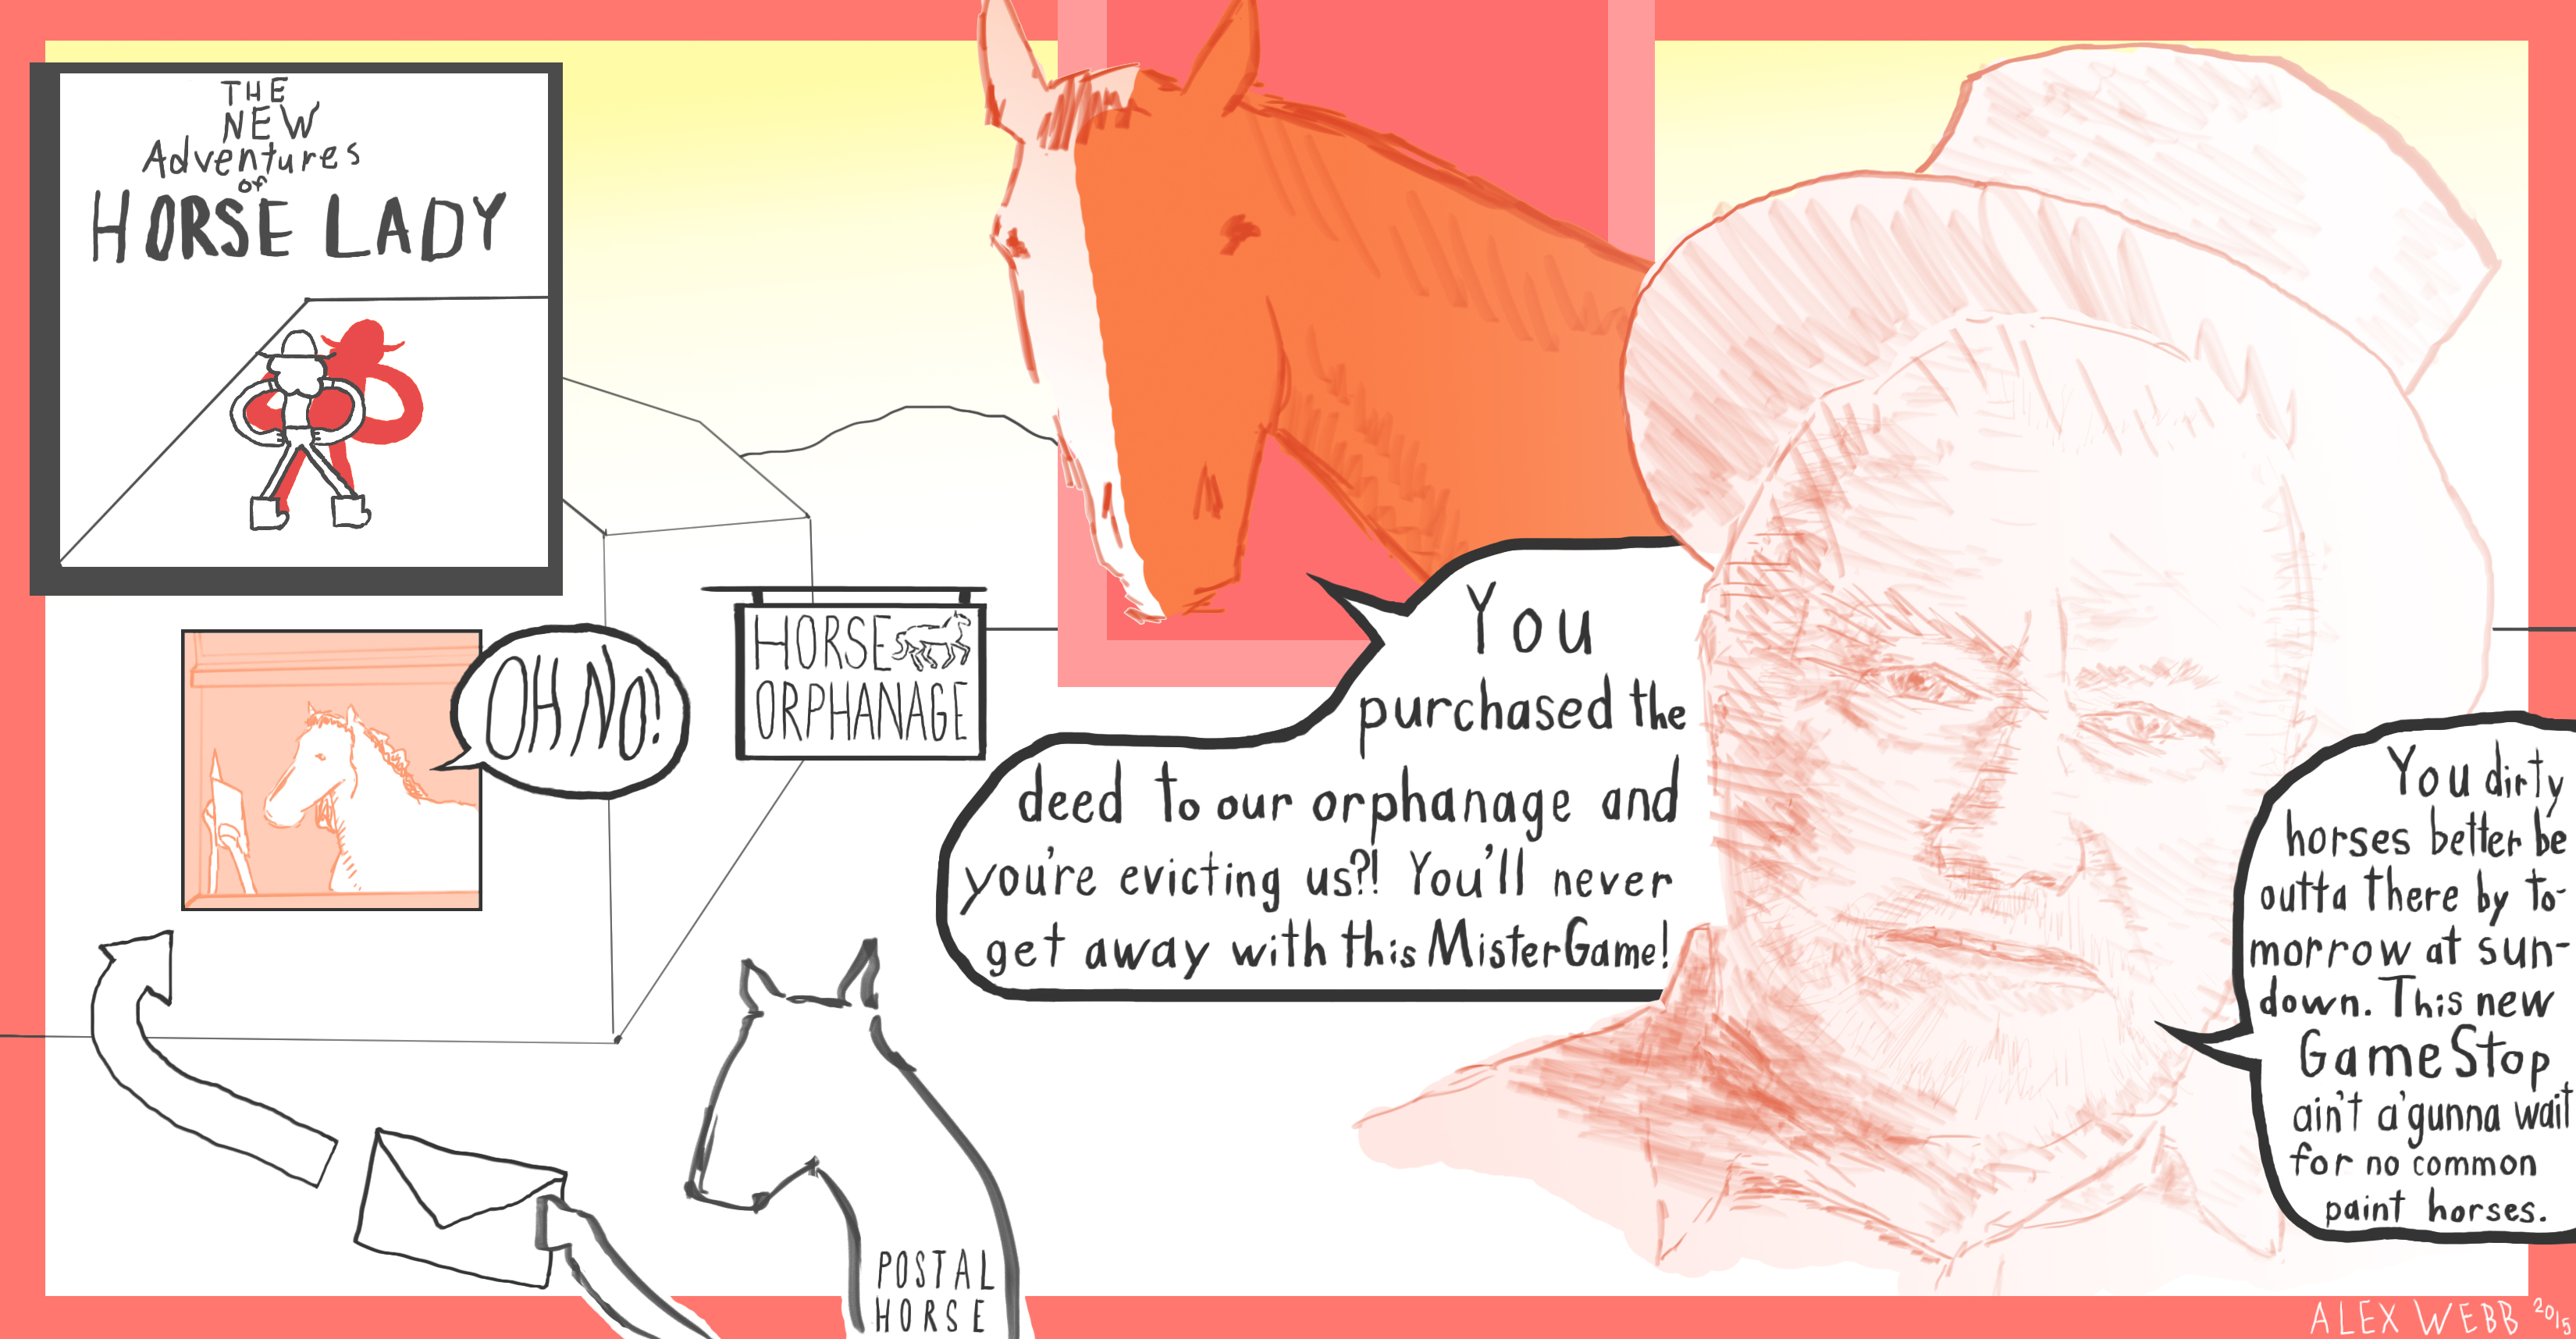 THE
NEW
Adventures
of
HORSE LADY
OH NO!
HORSE
ORPHANAGE
POSTAL
HORSE
You
purchased the
deed to our orphanage and
you're evicting us?! You'll never
get away with this Mister Game!
You dirty
horses better be
outta there by to-
morrow at sun-
down. This new
GameStop
ain't a'gunna wait
for no common
paint horses.
ALEX WEBB 2015